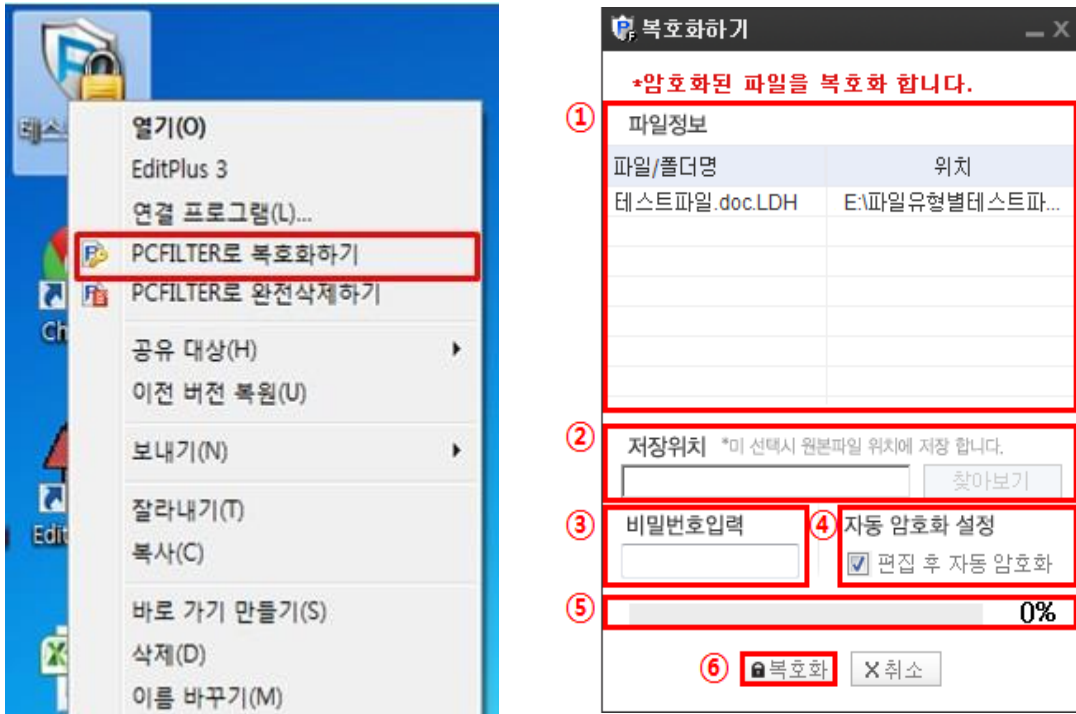 테스
열기(O)
EditPlus 3
연결 프로그램(L)...
PCFILTER로 복호화하기
PCFILTER로 완전삭제하기
Ch
공유 대상(H)
이전 버전 복원(U)
보내기(N)
잘라내기(T)
Edit
복사(C)
바로 가기 만들기(S)
삭제(D)
이름 바꾸기(M)
복호화하기
*암호화된 파일을 복호화 합니다.
① 파일정보
파일/폴더명 위치
테스트파일.doc.LDH E:\파일유형별테스트파...
② 저장위치 *미 선택시 원본파일 위치에 저장 합니다.
찾아보기
③ 비밀번호입력 ④ 자동 암호화 설정
편집 후 자동 암호화
⑤ 0%
⑥ 복호화 X 취소